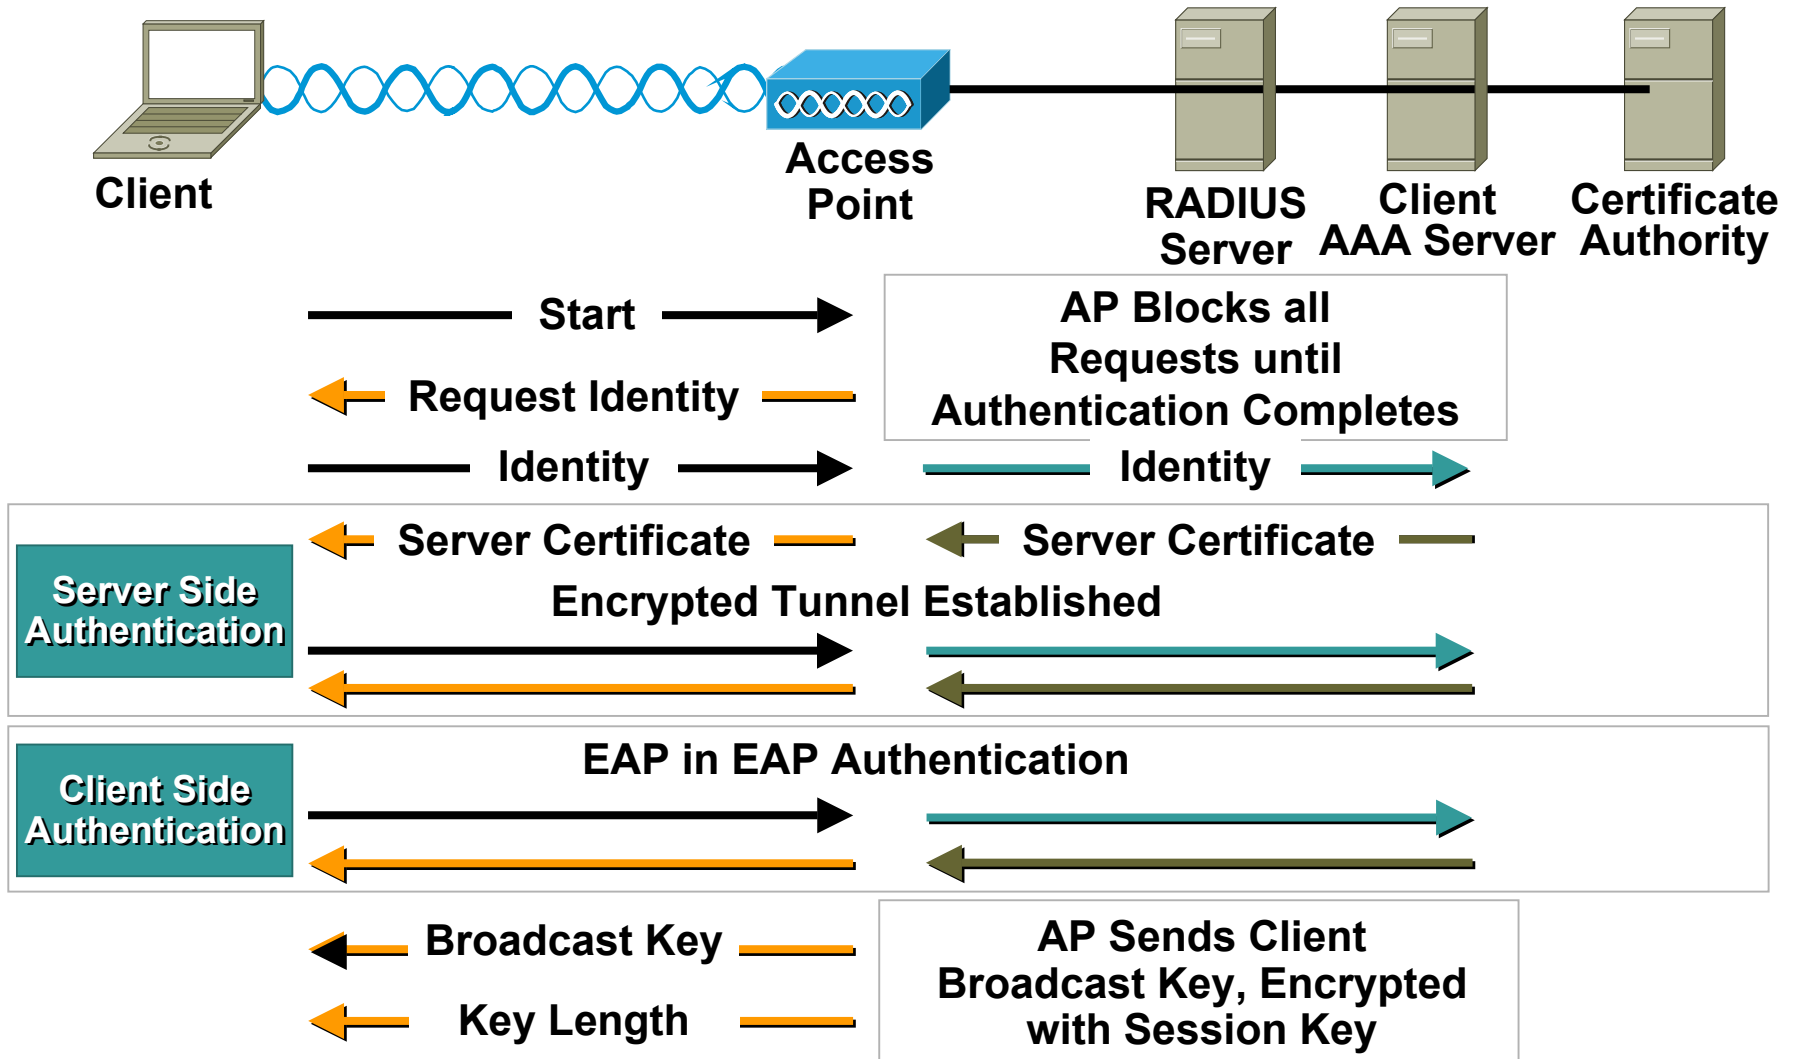 Client
Access
Point
RADIUS
Server
Client
AAA Server
Certificate
Authority
Start
AP Blocks all
Requests until
Authentication Completes
Request Identity
Identity
Identity
Server Certificate
Server Certificate
Server Side
Authentication
Encrypted Tunnel Established
Client Side
Authentication
EAP in EAP Authentication
Broadcast Key
Key Length
AP Sends Client
Broadcast Key, Encrypted
with Session Key